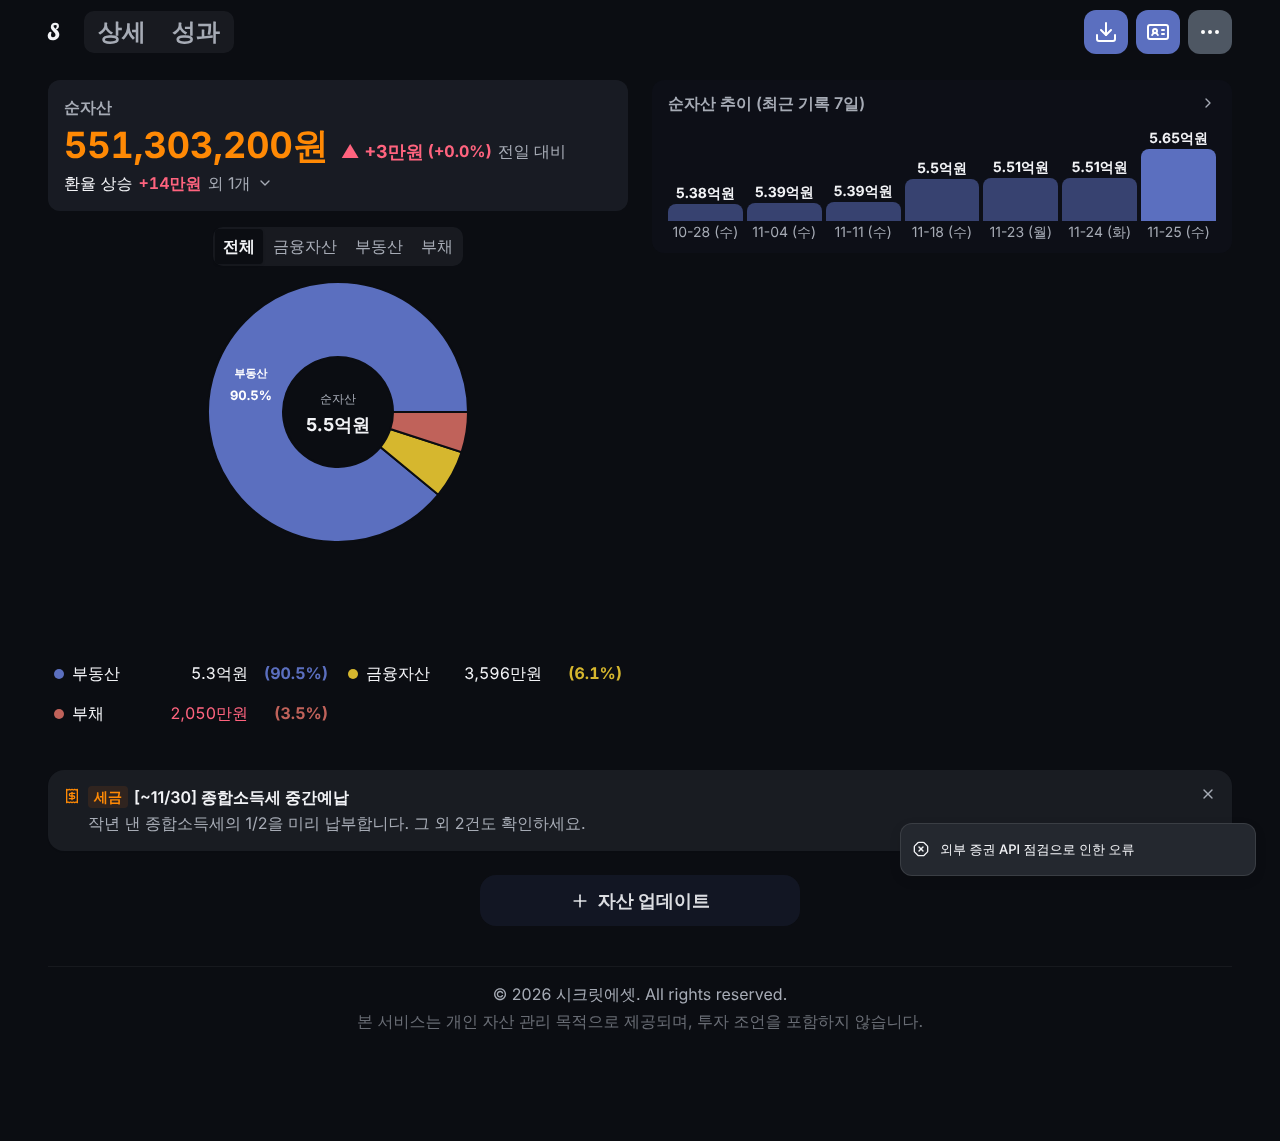 S
상세 성과
순자산
551,303,200원 ▲ +3만원 (+0.0%) 전일 대비
환율 상승 +14만원 외 1개
순자산 추이 (최근 기록 7일)
5.38억원 5.39억원 5.39억원 5.5억원 5.51억원 5.51억원 5.65억원
10-28 (수) 11-04 (수) 11-11 (수) 11-18 (수) 11-23 (월) 11-24 (화) 11-25 (수)
전체 금융자산 부동산 부채
부동산
90.5%
순자산
5.5억원
부동산 5.3억원 (90.5%) 금융자산 3,596만원 (6.1%)
부채 2,050만원 (3.5%)
세금 [~11/30] 종합소득세 중간예납
작년 낸 종합소득세의 1/2을 미리 납부합니다. 그 외 2건도 확인하세요.
외부 증권 API 점검으로 인한 오류
+ 자산 업데이트
© 2026 시크릿에셋. All rights reserved.
본 서비스는 개인 자산 관리 목적으로 제공되며, 투자 조언을 포함하지 않습니다.